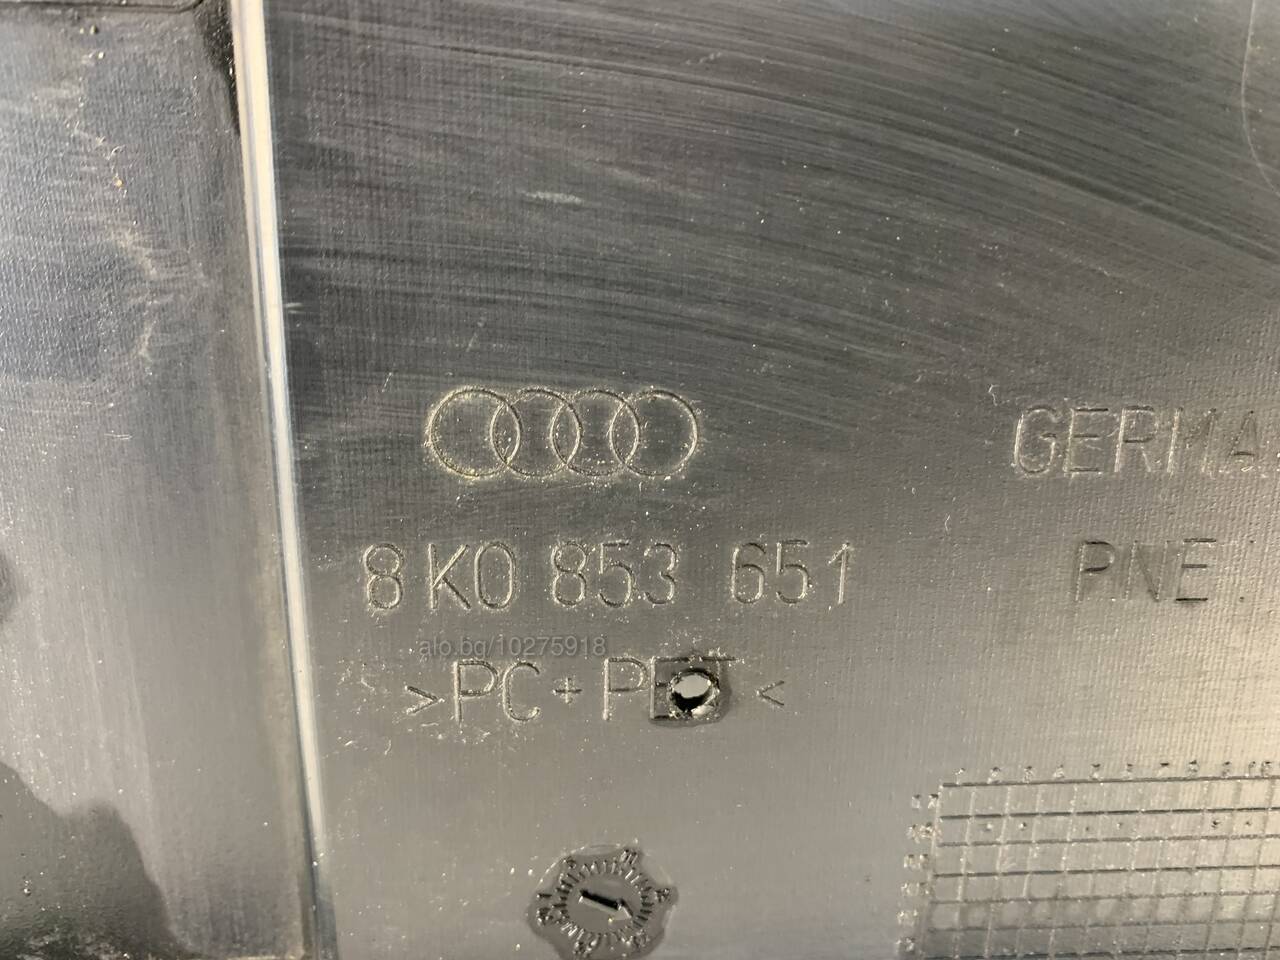 GERMA
8K0 853 651
PNE
alo.bg/10275918
>PC+PET<